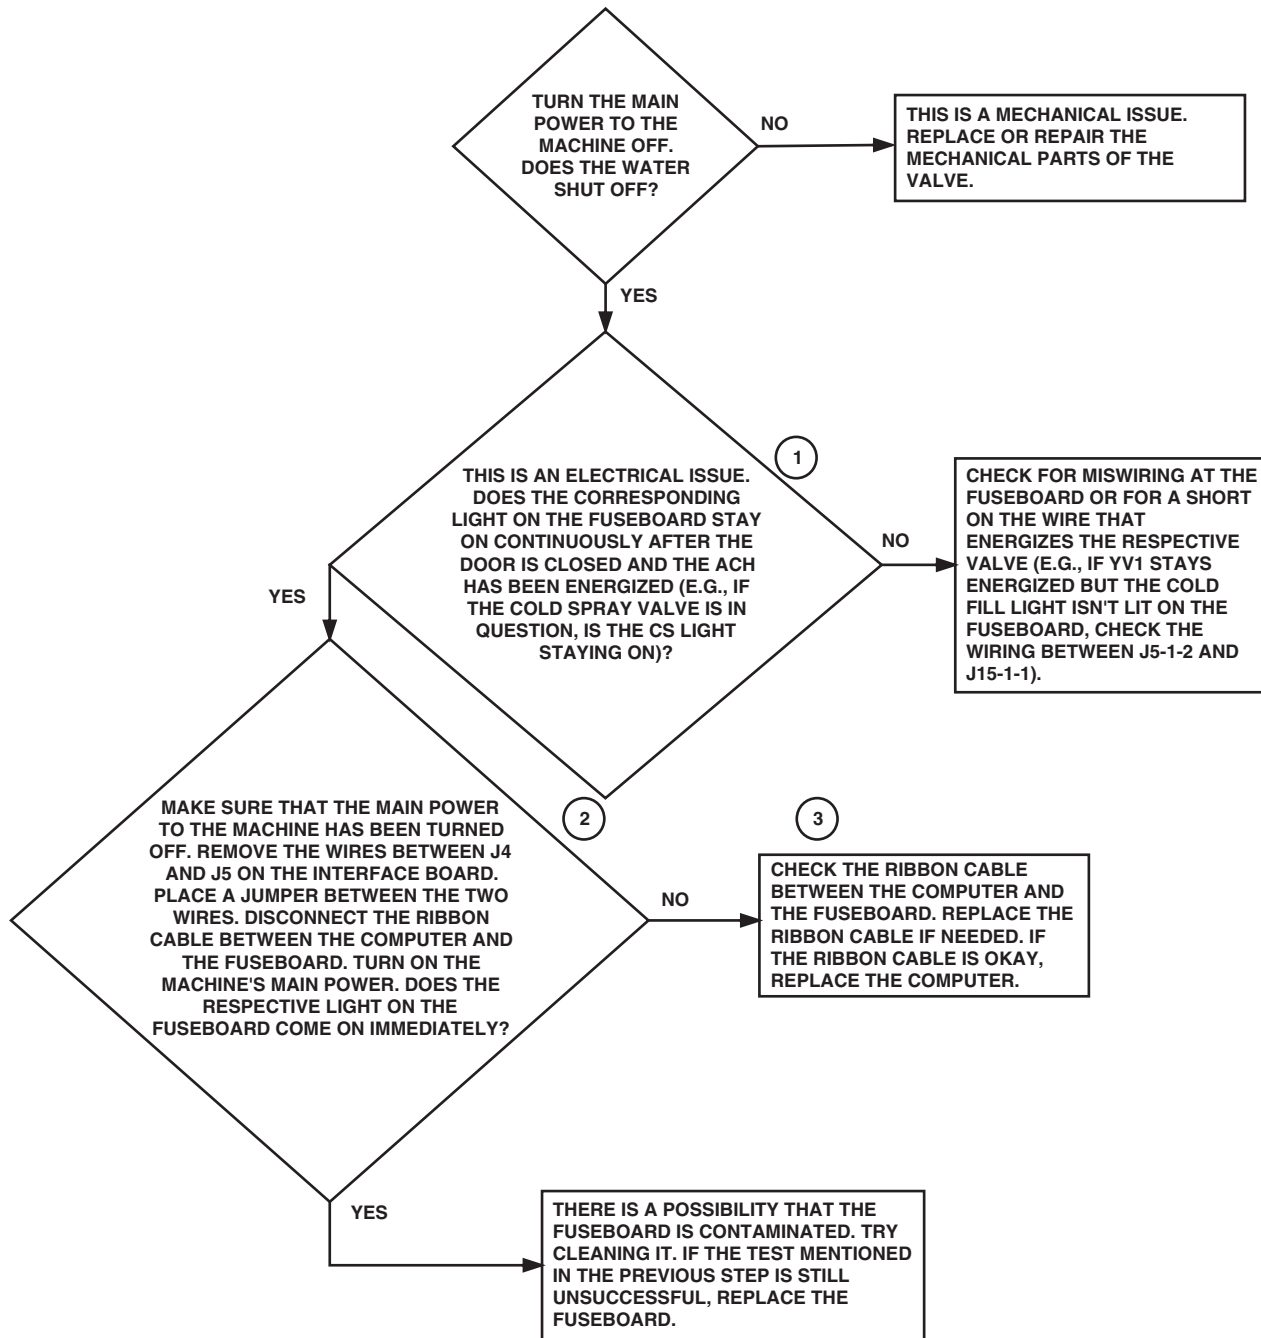 TURN THE MAIN
POWER TO THE
MACHINE OFF.
DOES THE WATER
SHUT OFF?
NO
THIS IS A MECHANICAL ISSUE.
REPLACE OR REPAIR THE
MECHANICAL PARTS OF THE
VALVE.
YES
1
THIS IS AN ELECTRICAL ISSUE.
DOES THE CORRESPONDING
LIGHT ON THE FUSEBOARD STAY
ON CONTINUOUSLY AFTER THE
DOOR IS CLOSED AND THE ACH
HAS BEEN ENERGIZED (E.G., IF
THE COLD SPRAY VALVE IS IN
QUESTION, IS THE CS LIGHT
STAYING ON)?
NO
CHECK FOR MISWIRING AT THE
FUSEBOARD OR FOR A SHORT
ON THE WIRE THAT
ENERGIZES THE RESPECTIVE
VALVE (E.G., IF YV1 STAYS
ENERGIZED BUT THE COLD
FILL LIGHT ISN'T LIT ON THE
FUSEBOARD, CHECK THE
WIRING BETWEEN J5-1-2 AND
J15-1-1).
YES
2
MAKE SURE THAT THE MAIN POWER
TO THE MACHINE HAS BEEN TURNED
OFF. REMOVE THE WIRES BETWEEN J4
AND J5 ON THE INTERFACE BOARD.
PLACE A JUMPER BETWEEN THE TWO
WIRES. DISCONNECT THE RIBBON
CABLE BETWEEN THE COMPUTER AND
THE FUSEBOARD. TURN ON THE
MACHINE'S MAIN POWER. DOES THE
RESPECTIVE LIGHT ON THE
FUSEBOARD COME ON IMMEDIATELY?
NO
3
CHECK THE RIBBON CABLE
BETWEEN THE COMPUTER AND
THE FUSEBOARD. REPLACE THE
RIBBON CABLE IF NEEDED. IF
THE RIBBON CABLE IS OKAY,
REPLACE THE COMPUTER.
YES
THERE IS A POSSIBILITY THAT THE
FUSEBOARD IS CONTAMINATED. TRY
CLEANING IT. IF THE TEST MENTIONED
IN THE PREVIOUS STEP IS STILL
UNSUCCESSFUL, REPLACE THE
FUSEBOARD.